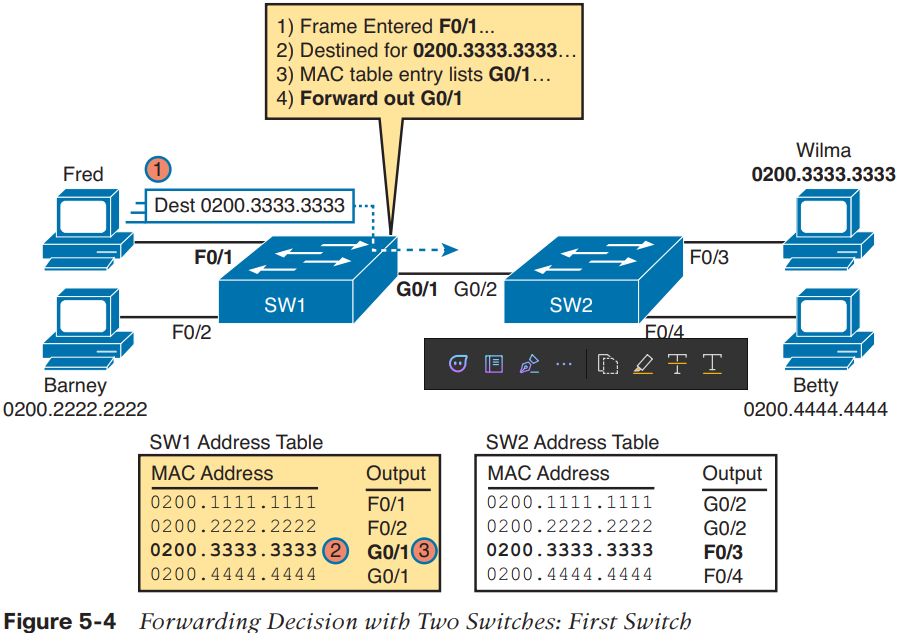 1) Frame Entered F0/1...
2) Destined for 0200.3333.3333...
3) MAC table entry lists G0/1...
4) Forward out G0/1
Fred
1
Dest 0200.3333.3333
Wilma
0200.3333.3333
F0/1
SW1
G0/1
G0/2
SW2
F0/3
F0/2
F0/4
Barney
0200.2222.2222
Betty
0200.4444.4444
SW1 Address Table
MAC Address Output
0200.1111.1111 F0/1
0200.2222.2222 F0/2
0200.3333.3333 2 G0/1 3
0200.4444.4444 G0/1
SW2 Address Table
MAC Address Output
0200.1111.1111 G0/2
0200.2222.2222 G0/2
0200.3333.3333 F0/3
0200.4444.4444 F0/4
Figure 5-4 Forwarding Decision with Two Switches: First Switch